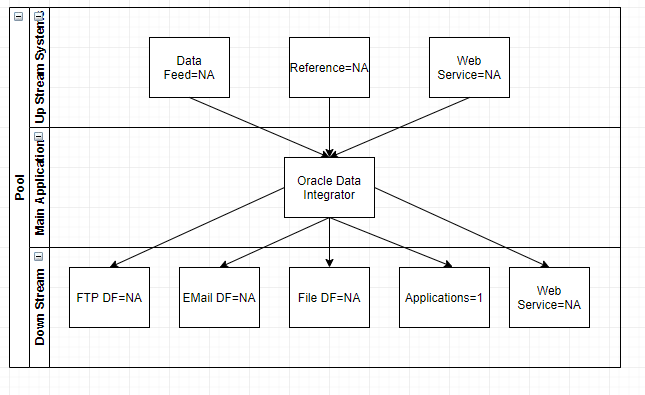 Pool
Up Stream Systems
Data
Feed=NA
Reference=NA
Web
Service=NA
Main Application
Oracle Data
Integrator
Down Stream
FTP DF=NA
EMail DF=NA
File DF=NA
Applications=1
Web
Service=NA